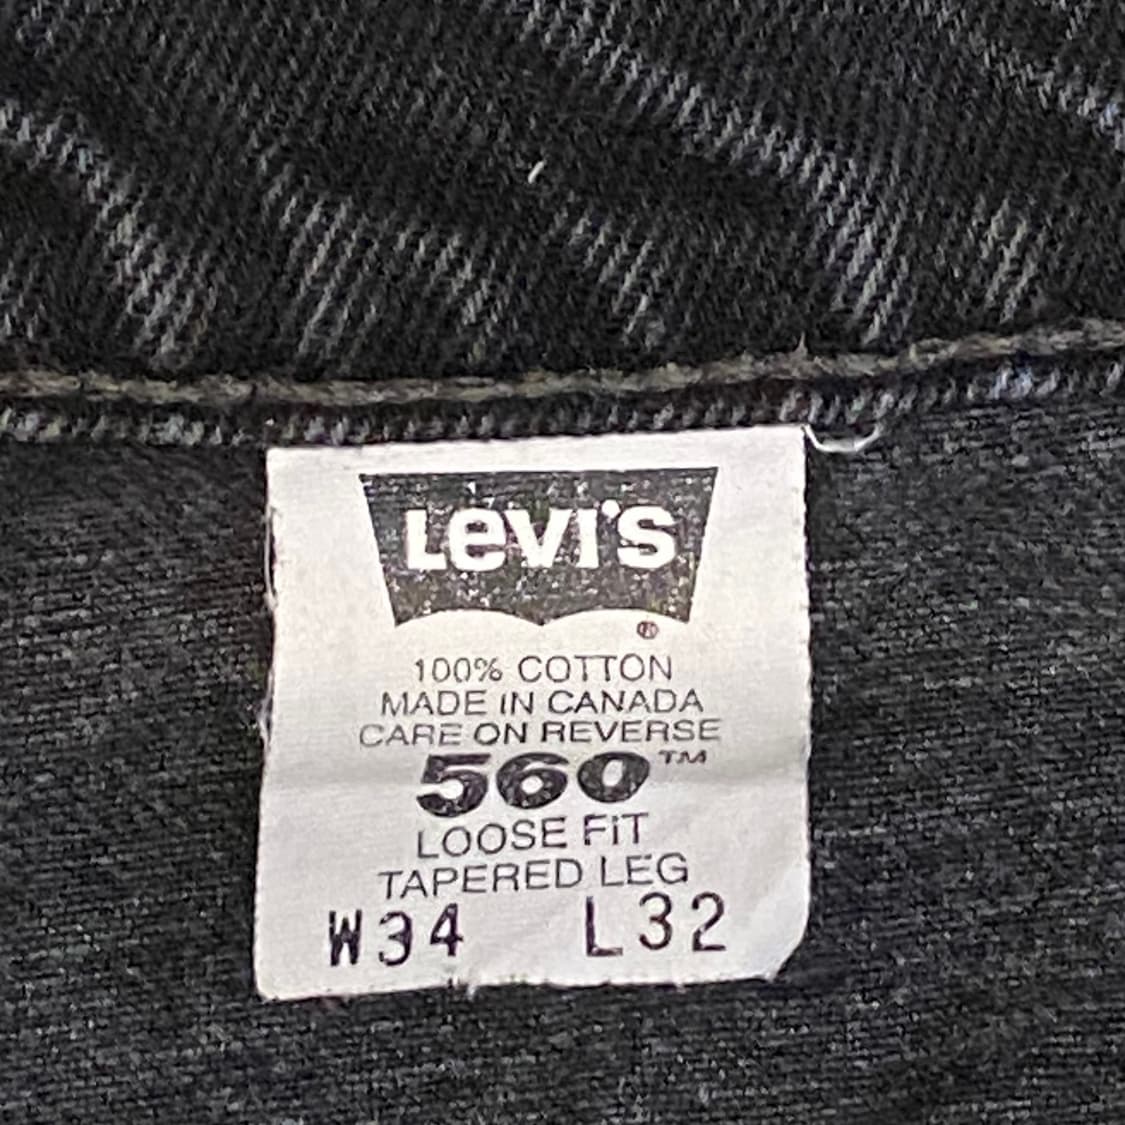 LEVI'S
®
100% COTTON
MADE IN CANADA
CARE ON REVERSE
560™
LOOSE FIT
TAPERED LEG
W34 L32